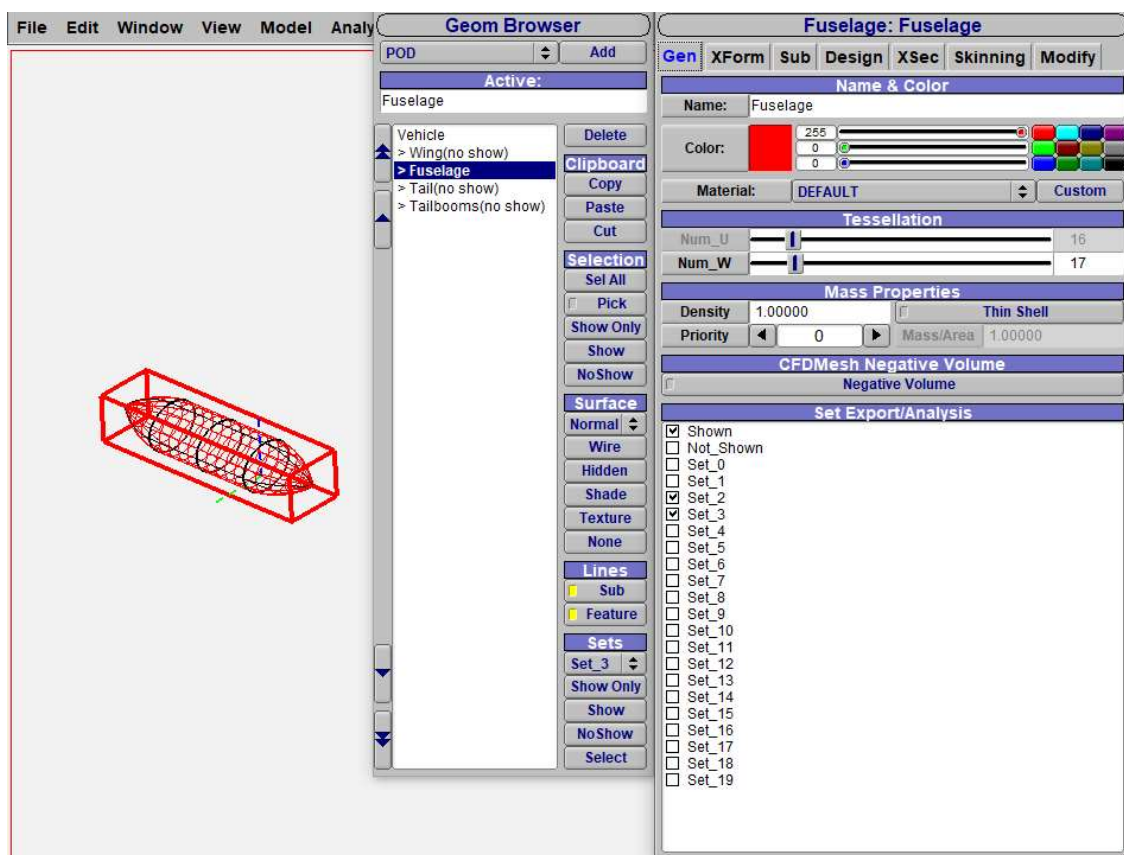 File Edit Window View Model Analy
Geom Browser
POD Add
Active:
Fuselage
Vehicle
> Wing(no show)
> Fuselage
> Tail(no show)
> Tailbooms(no show)
Delete
Clipboard
Copy
Paste
Cut
Selection
Sel All
Pick
Show Only
Show
NoShow
Surface
Normal
Wire
Hidden
Shade
Texture
None
Lines
Sub
Feature
Sets
Set_3
Show Only
Show
NoShow
Select
Fuselage: Fuselage
Gen XForm Sub Design XSec Skinning Modify
Name & Color
Name: Fuselage
Color:
255
0
0
Material: DEFAULT Custom
Tessellation
Num_U 16
Num_W 17
Mass Properties
Density 1.00000 Thin Shell
Priority 0 Mass/Area 1.00000
CFDMesh Negative Volume
Negative Volume
Set Export/Analysis
Shown
Not_Shown
Set_0
Set_1
Set_2
Set_3
Set_4
Set_5
Set_6
Set_7
Set_8
Set_9
Set_10
Set_11
Set_12
Set_13
Set_14
Set_15
Set_16
Set_17
Set_18
Set_19